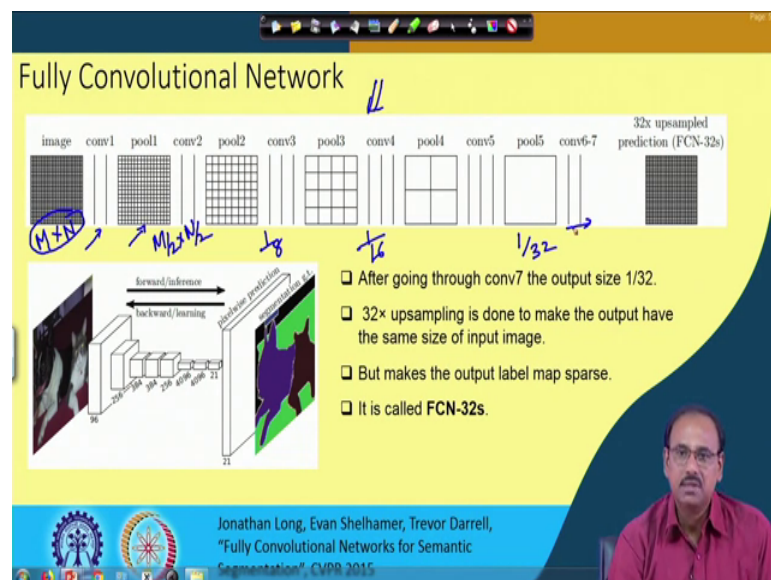 Page: 5
Fully Convolutional Network
32x upsampled
image conv1 pool1 conv2 pool2 conv3 pool3 conv4 pool4 conv5 pool5 conv6-7 prediction (FCN-32s)
M×N M/2×N/2 1/8 1/16 1/32
forward/inference
backward/learning
pixelwise prediction
segmentation g.t.
96 256 384 384 256 4096 4096 21
21
❑ After going through conv7 the output size 1/32.
❑ 32× upsampling is done to make the output have
the same size of input image.
❑ But makes the output label map sparse.
❑ It is called FCN-32s.
Jonathan Long, Evan Shelhamer, Trevor Darrell,
“Fully Convolutional Networks for Semantic
Segmentation”, CVPR 2015